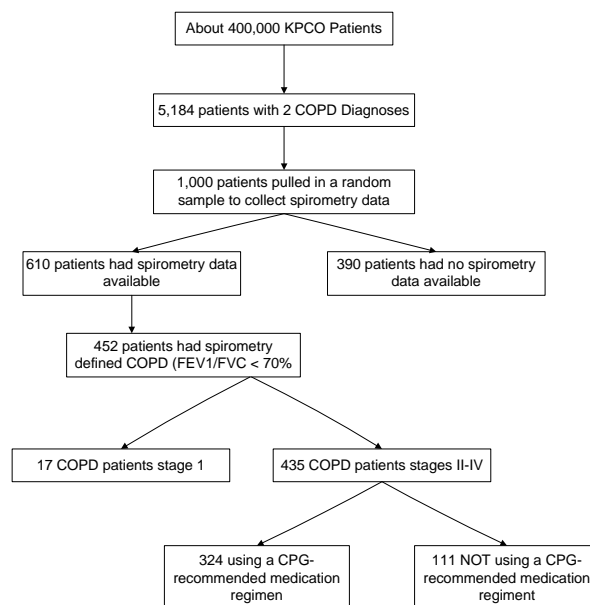 About 400,000 KPCO Patients
5,184 patients with 2 COPD Diagnoses
1,000 patients pulled in a random
sample to collect spirometry data
610 patients had spirometry data
available
390 patients had no spirometry
data available
452 patients had spirometry
defined COPD (FEV1/FVC < 70%
17 COPD patients stage 1
435 COPD patients stages II-IV
324 using a CPG-
recommended medication
regimen
111 NOT using a CPG-
recommended medication
regiment